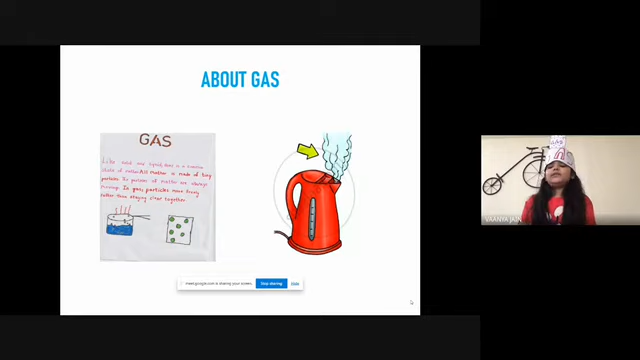 ABOUT GAS
GAS
Like solid and liquid, Gas is a common
state of matter. All matter is made of tiny
particle The particles of matter are always
moving. In gas, particles move freely
rather than staying close together
meet.google.com is sharing your screen. Stop sharing Hide
VAANYA JAIN